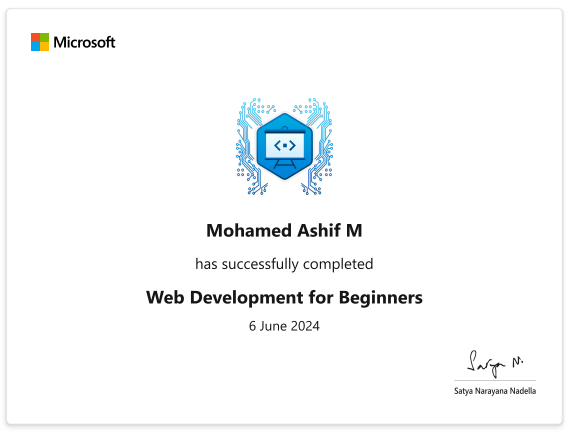 Microsoft
Mohamed Ashif M
has successfully completed
Web Development for Beginners
6 June 2024
Satya N.
Satya Narayana Nadella